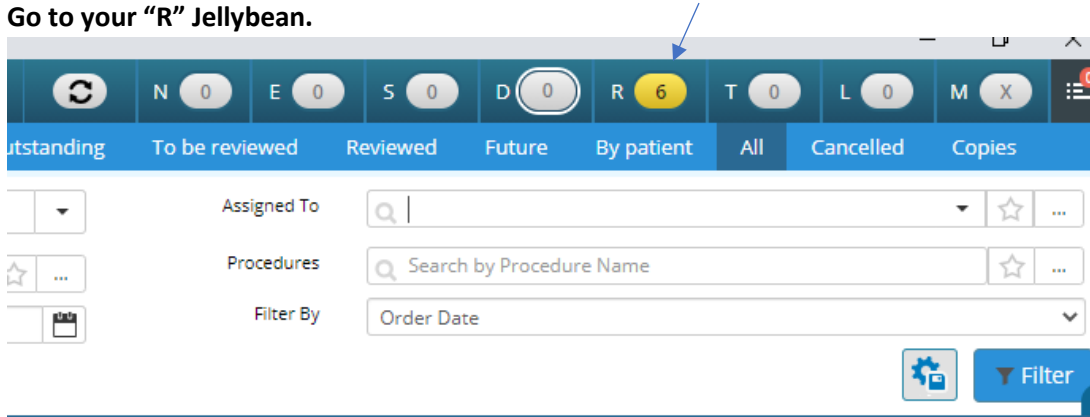 Go to your “R” Jellybean.
N 0 E 0 S 0 D 0 R 6 T 0 L 0 M X
utstanding To be reviewed Reviewed Future By patient All Cancelled Copies
Assigned To
...
Procedures Search by Procedure Name ...
Filter By Order Date
Filter